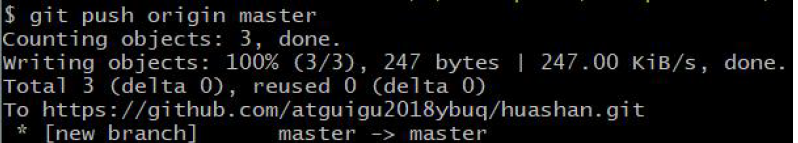 $ git push origin master
Counting objects: 3, done.
Writing objects: 100% (3/3), 247 bytes | 247.00 KiB/s, done.
Total 3 (delta 0), reused 0 (delta 0)
To https://github.com/atguigu2018ybuq/huashan.git
 * [new branch]      master -> master